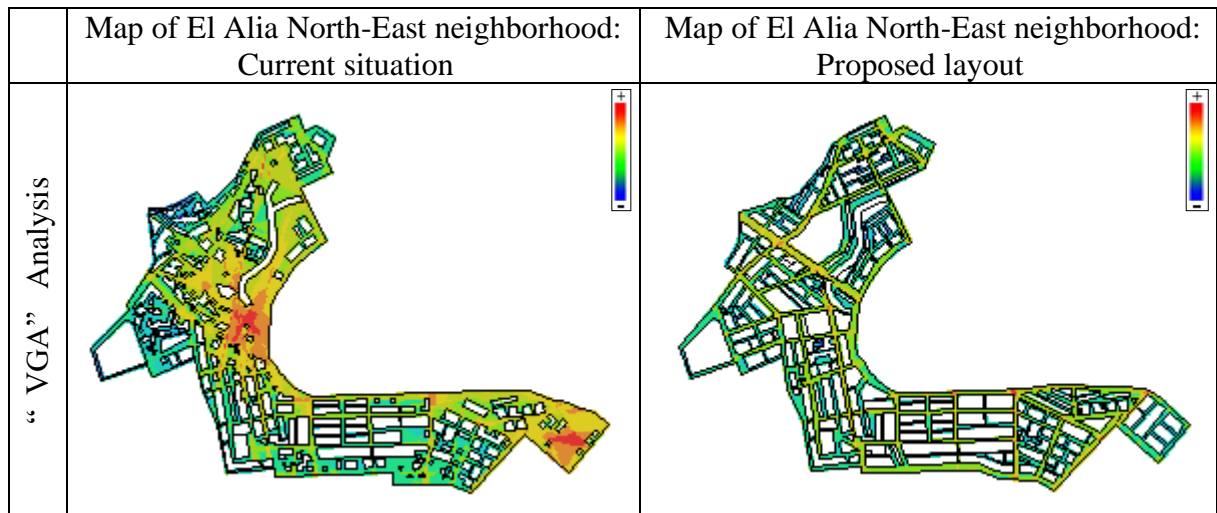 Map of El Alia North-East neighborhood:
Current situation
Map of El Alia North-East neighborhood:
Proposed layout
“ VGA” Analysis
+
-
+
-